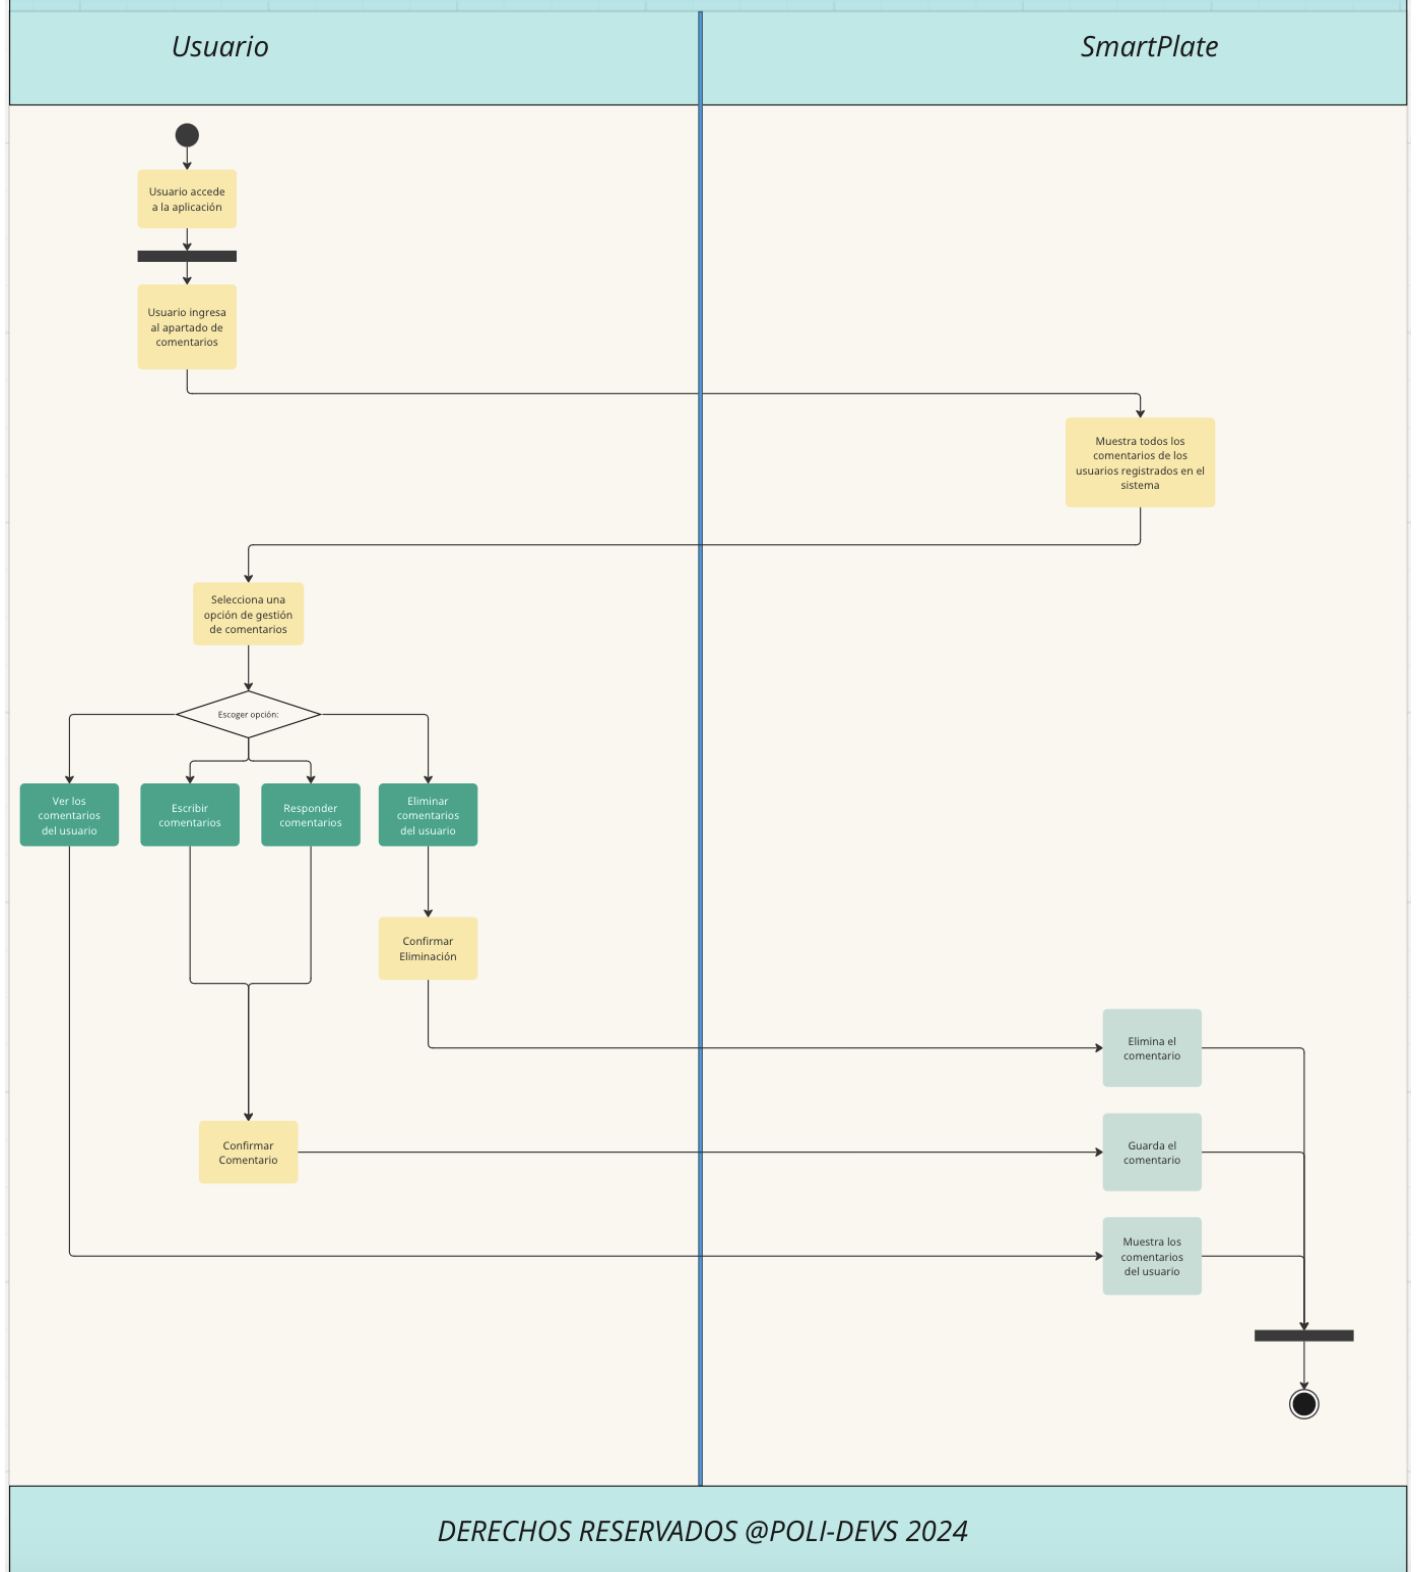 Usuario
SmartPlate
Usuario accede
a la aplicación
Usuario ingresa
al apartado de
comentarios
Muestra todos los
comentarios de los
usuarios registrados en el
sistema
Selecciona una
opción de gestión
de comentarios
Escoger opción:
Ver los
comentarios
del usuario
Escribir
comentarios
Responder
comentarios
Eliminar
comentarios
del usuario
Confirmar
Eliminación
Elimina el
comentario
Confirmar
Comentario
Guarda el
comentario
Muestra los
comentarios
del usuario
DERECHOS RESERVADOS @POLI-DEVS 2024